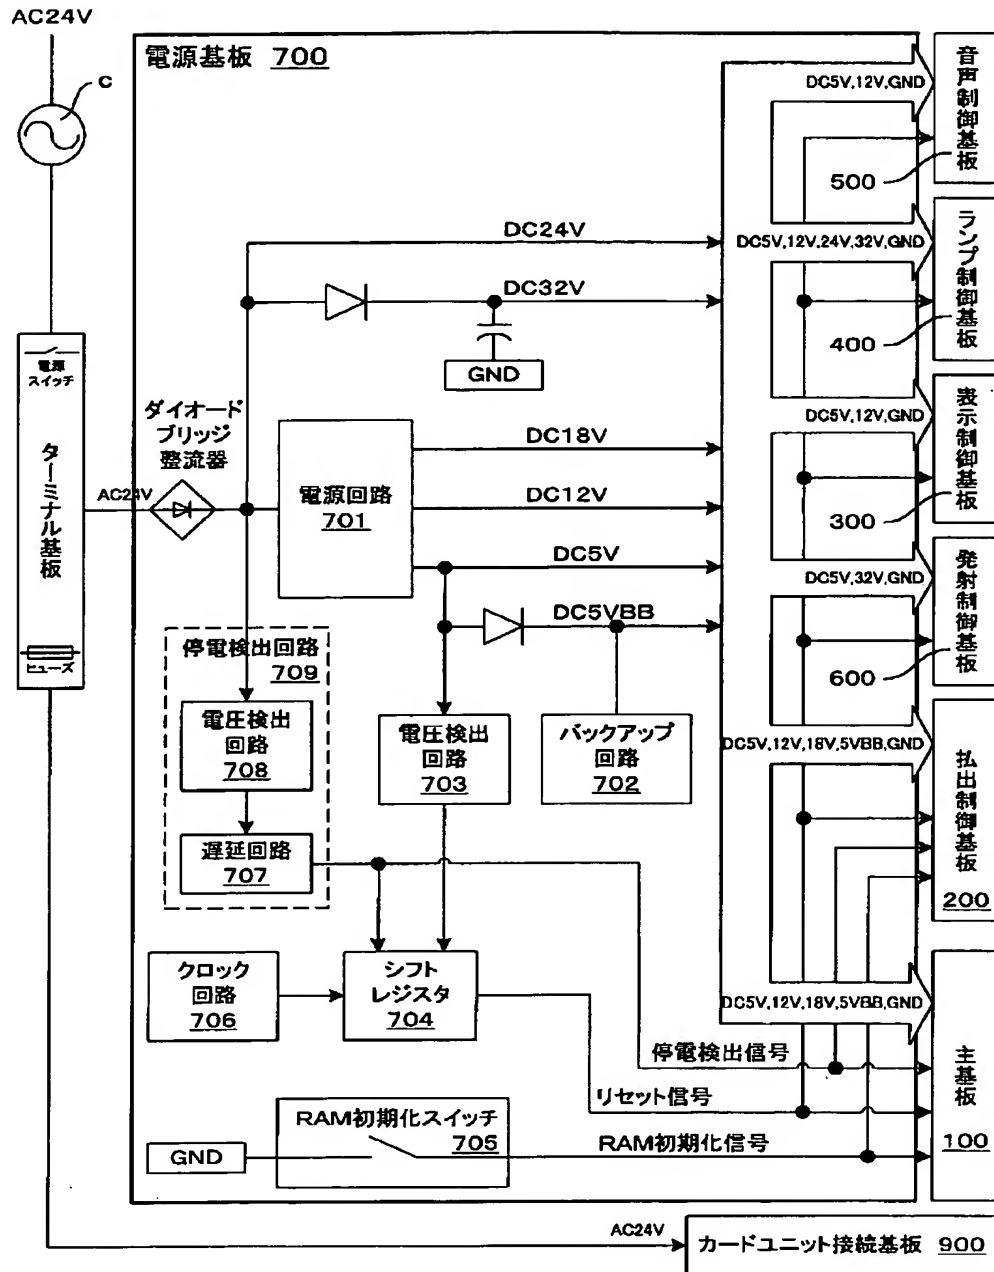 AC24V
C
電源基板 700
DC5V,12V,GND
音声制御基板
500
DC24V
DC5V,12V,24V,32V,GND
ランプ制御基板
DC32V
400
GND
電源
スイッチ
ターミナル基板
ヒューズ
ダイオード
ブリッジ
整流器
AC24V
電源回路
701
DC18V
DC12V
DC5V
DC5VBB
DC5V,12V,GND
表示制御基板
300
DC5V,32V,GND
発射制御基板
600
停電検出回路
709
電圧検出
回路
708
遅延回路
707
電圧検出
回路
703
バックアップ
回路
702
DC5V,12V,18V,5VBB,GND
払出制御基板
200
クロック
回路
706
シフト
レジスタ
704
DC5V,12V,18V,5VBB,GND
主基板
100
停電検出信号
リセット信号
RAM初期化スイッチ
705
RAM初期化信号
GND
AC24V
カードユニット接続基板 900